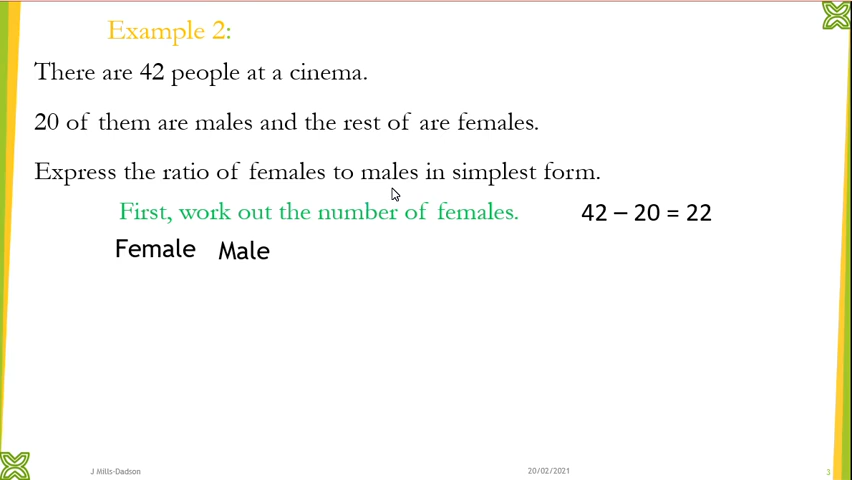 Example 2:
There are 42 people at a cinema.
20 of them are males and the rest of are females.
Express the ratio of females to males in simplest form.
First, work out the number of females. 42 – 20 = 22
Female Male
J Mills-Dadson 20/02/2021 3